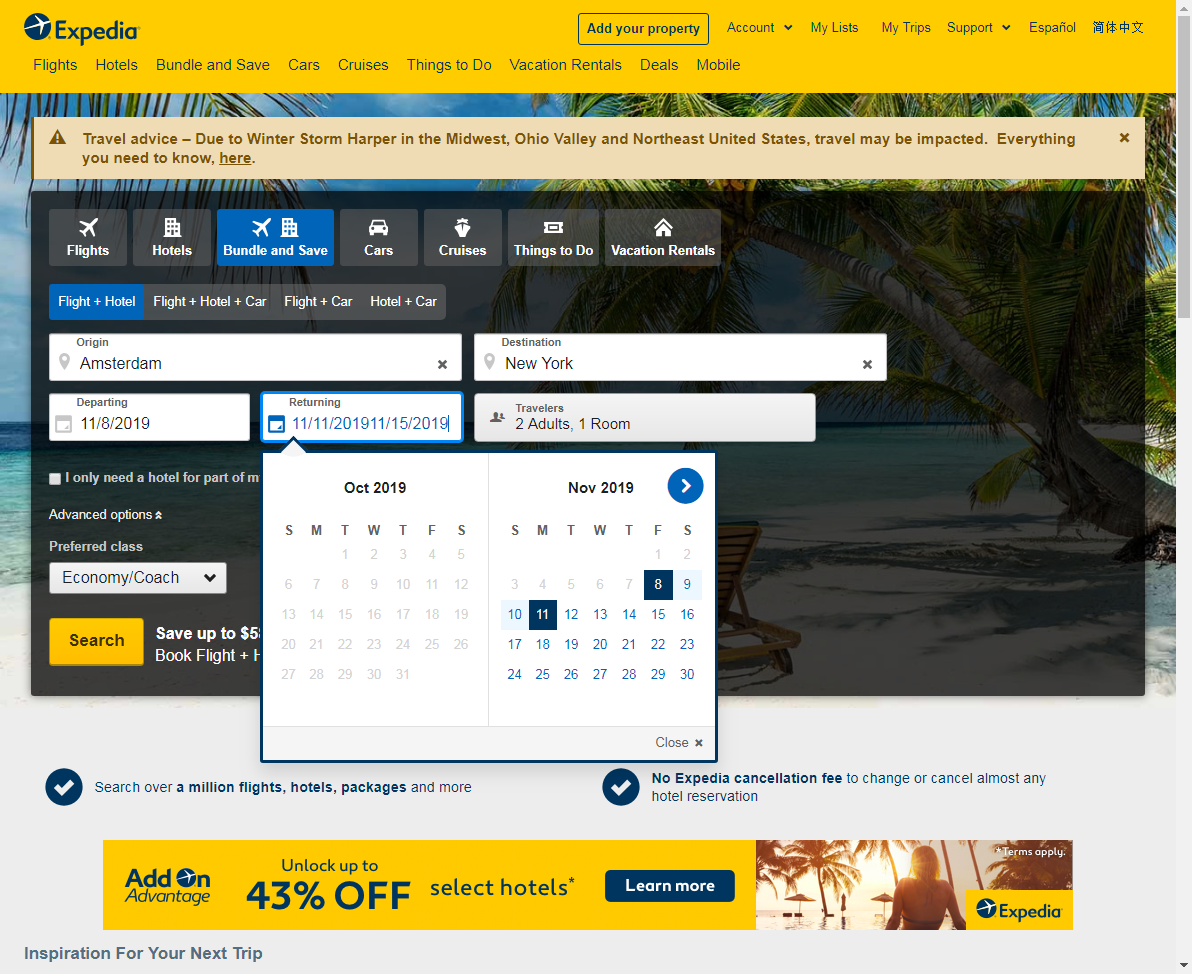 Expedia
Add your property
Account
My Lists
My Trips
Support
Español
简体中文
Flights
Hotels
Bundle and Save
Cars
Cruises
Things to Do
Vacation Rentals
Deals
Mobile
Travel advice – Due to Winter Storm Harper in the Midwest, Ohio Valley and Northeast United States, travel may be impacted.  Everything
you need to know, here.
Flights
Hotels
Bundle and Save
Cars
Cruises
Things to Do
Vacation Rentals
Flight + Hotel
Flight + Hotel + Car
Flight + Car
Hotel + Car
Origin
Amsterdam
Destination
New York
Departing
11/8/2019
Returning
11/11/201911/15/2019
Travelers
2 Adults, 1 Room
I only need a hotel for part of m
Advanced options
Preferred class
Economy/Coach
Search
Save up to $5
Book Flight + H
Oct 2019
S M T W T F S
1 2 3 4 5
6 7 8 9 10 11 12
13 14 15 16 17 18 19
20 21 22 23 24 25 26
27 28 29 30 31
Nov 2019
S M T W T F S
1 2
3 4 5 6 7 8 9
10 11 12 13 14 15 16
17 18 19 20 21 22 23
24 25 26 27 28 29 30
Close
Search over a million flights, hotels, packages and more
No Expedia cancellation fee to change or cancel almost any
hotel reservation
Add On
Advantage
Unlock up to
43% OFF
select hotels*
Learn more
*Terms apply.
Expedia
Inspiration For Your Next Trip